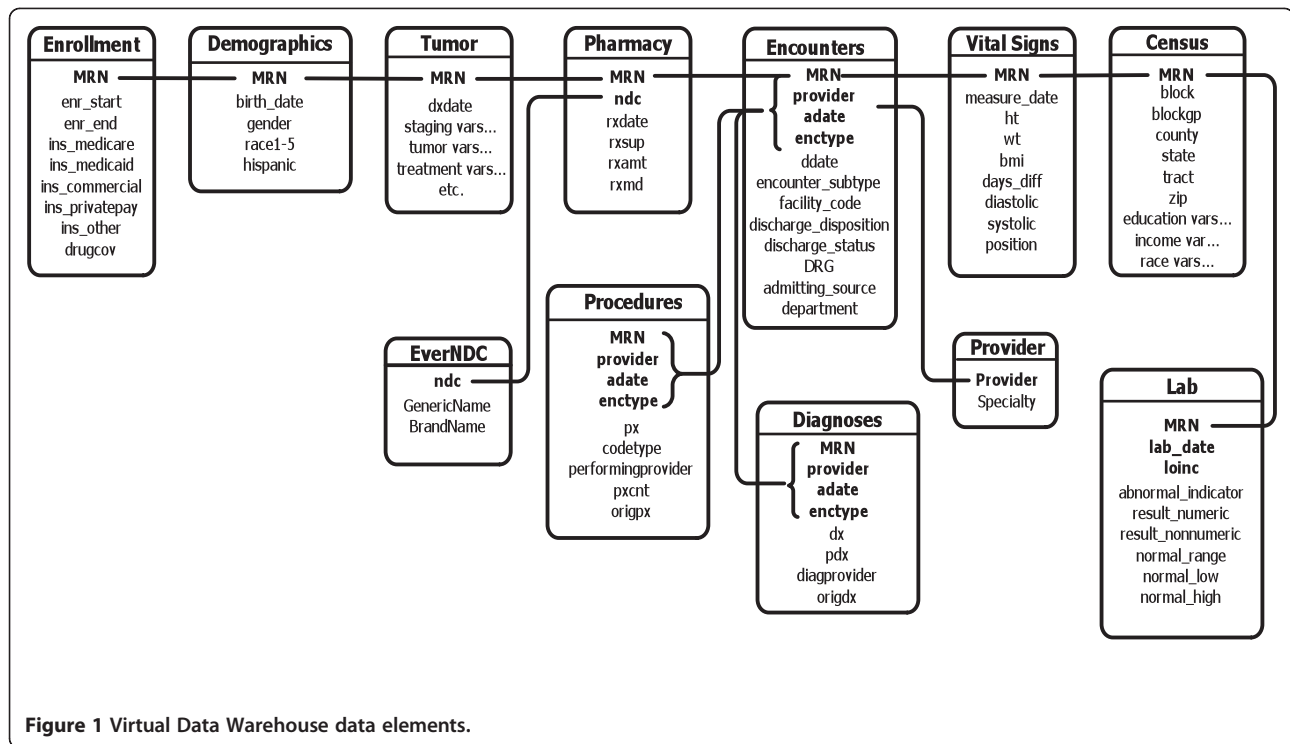 Enrollment
MRN
enr_start
enr_end
ins_medicare
ins_medicaid
ins_commercial
ins_privatepay
ins_other
drugcov
Demographics
MRN
birth_date
gender
race1-5
hispanic
Tumor
MRN
dxdate
staging vars...
tumor vars...
treatment vars...
etc.
Pharmacy
MRN
ndc
rxdate
rxsup
rxamt
rxmd
Encounters
MRN
provider
adate
enctype
ddate
encounter_subtype
facility_code
discharge_disposition
discharge_status
DRG
admitting_source
department
Vital Signs
MRN
measure_date
ht
wt
bmi
days_diff
diastolic
systolic
position
Census
MRN
block
blockgp
county
state
tract
zip
education vars...
income var...
race vars...
EverNDC
ndc
GenericName
BrandName
Procedures
MRN
provider
adate
enctype
px
codetype
performingprovider
pxcnt
origpx
Diagnoses
MRN
provider
adate
enctype
dx
pdx
diagprovider
origdx
Provider
Provider
Specialty
Lab
MRN
lab_date
loinc
abnormal_indicator
result_numeric
result_nonnumeric
normal_range
normal_low
normal_high
Figure 1 Virtual Data Warehouse data elements.